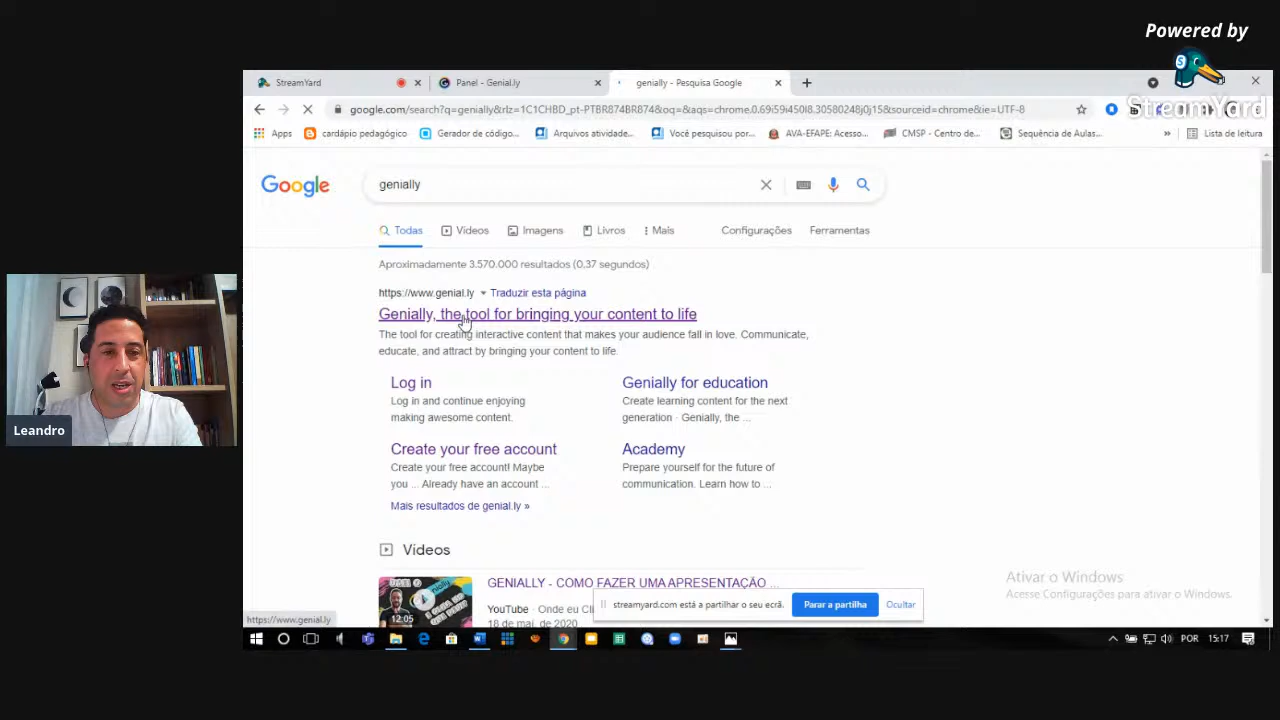 Powered by
StreamYard
StreamYard
Panel - Genial.ly
genially - Pesquisa Google
google.com/search?q=genially&rlz=1C1CHBD_pt-PTBR874BR874&oq=&aqs=chrome.0.69i59i450l8.30580248j0j15&sourceid=chrome&ie=UTF-8
Apps
cardápio pedagógico
Gerador de código...
Arquivos atividade...
Você pesquisou por...
AVA-EFAPE: Acesso...
CMSP - Centro de...
Sequência de Aulas...
»
Lista de leitura
Google
genially
Todas
Vídeos
Imagens
Livros
Mais
Configurações
Ferramentas
Aproximadamente 3.570.000 resultados (0,37 segundos)
https://www.genial.ly
Traduzir esta página
Genially, the tool for bringing your content to life
The tool for creating interactive content that makes your audience fall in love. Communicate,
educate, and attract by bringing your content to life.
Log in
Log in and continue enjoying
making awesome content.
Genially for education
Create learning content for the next
generation · Genially, the ...
Create your free account
Create your free account! Maybe
you ... Already have an account ...
Academy
Prepare yourself for the future of
communication. Learn how to ...
Mais resultados de genial.ly »
Vídeos
12:05
GENIALLY - COMO FAZER UMA APRESENTAÇÃO ...
YouTube · Onde eu Cli
18 de mai. de 2020
streamyard.com está a partilhar o seu ecrã.
Parar a partilha
Ocultar
Ativar o Windows
Acesse Configurações para ativar o Windows.
https://www.genial.ly
POR
15:17
Leandro